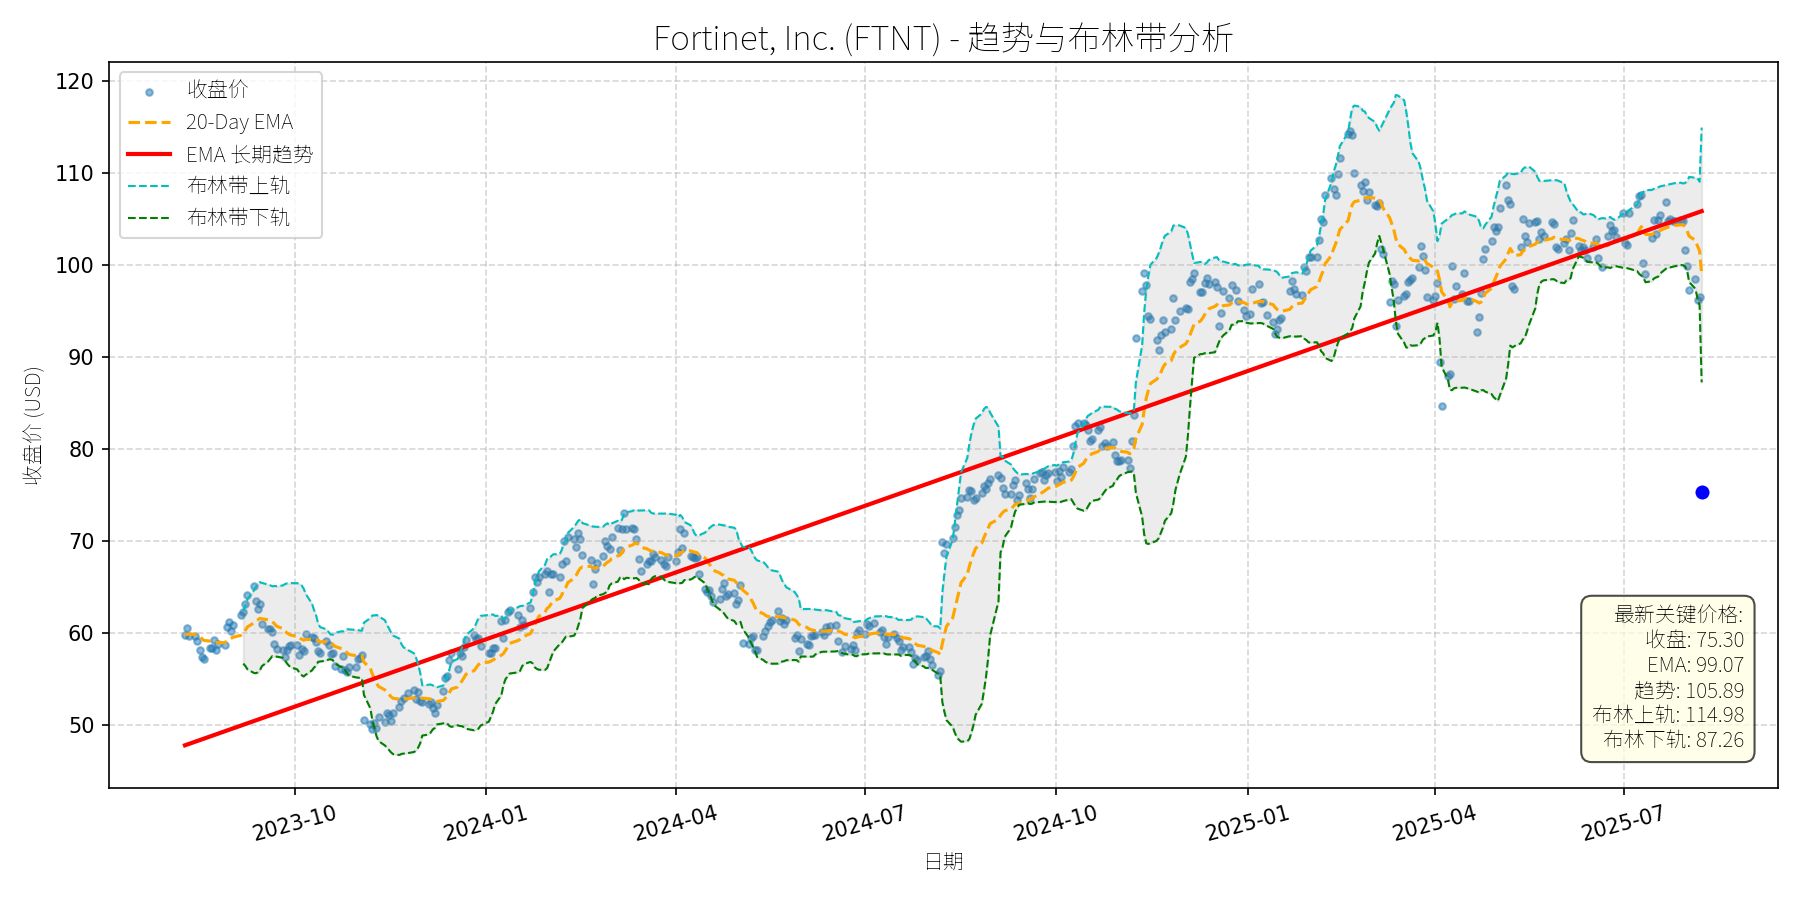 Fortinet, Inc. (FTNT) - 趋势与布林带分析
收盘价
20-Day EMA
EMA 长期趋势
布林带上轨
布林带下轨
120
110
100
90
80
70
60
50
收盘价 (USD)
最新关键价格:
收盘: 75.30
EMA: 99.07
趋势: 105.89
布林上轨: 114.98
布林下轨: 87.26
2023-10
2024-01
2024-04
2024-07
2024-10
2025-01
2025-04
2025-07
日期